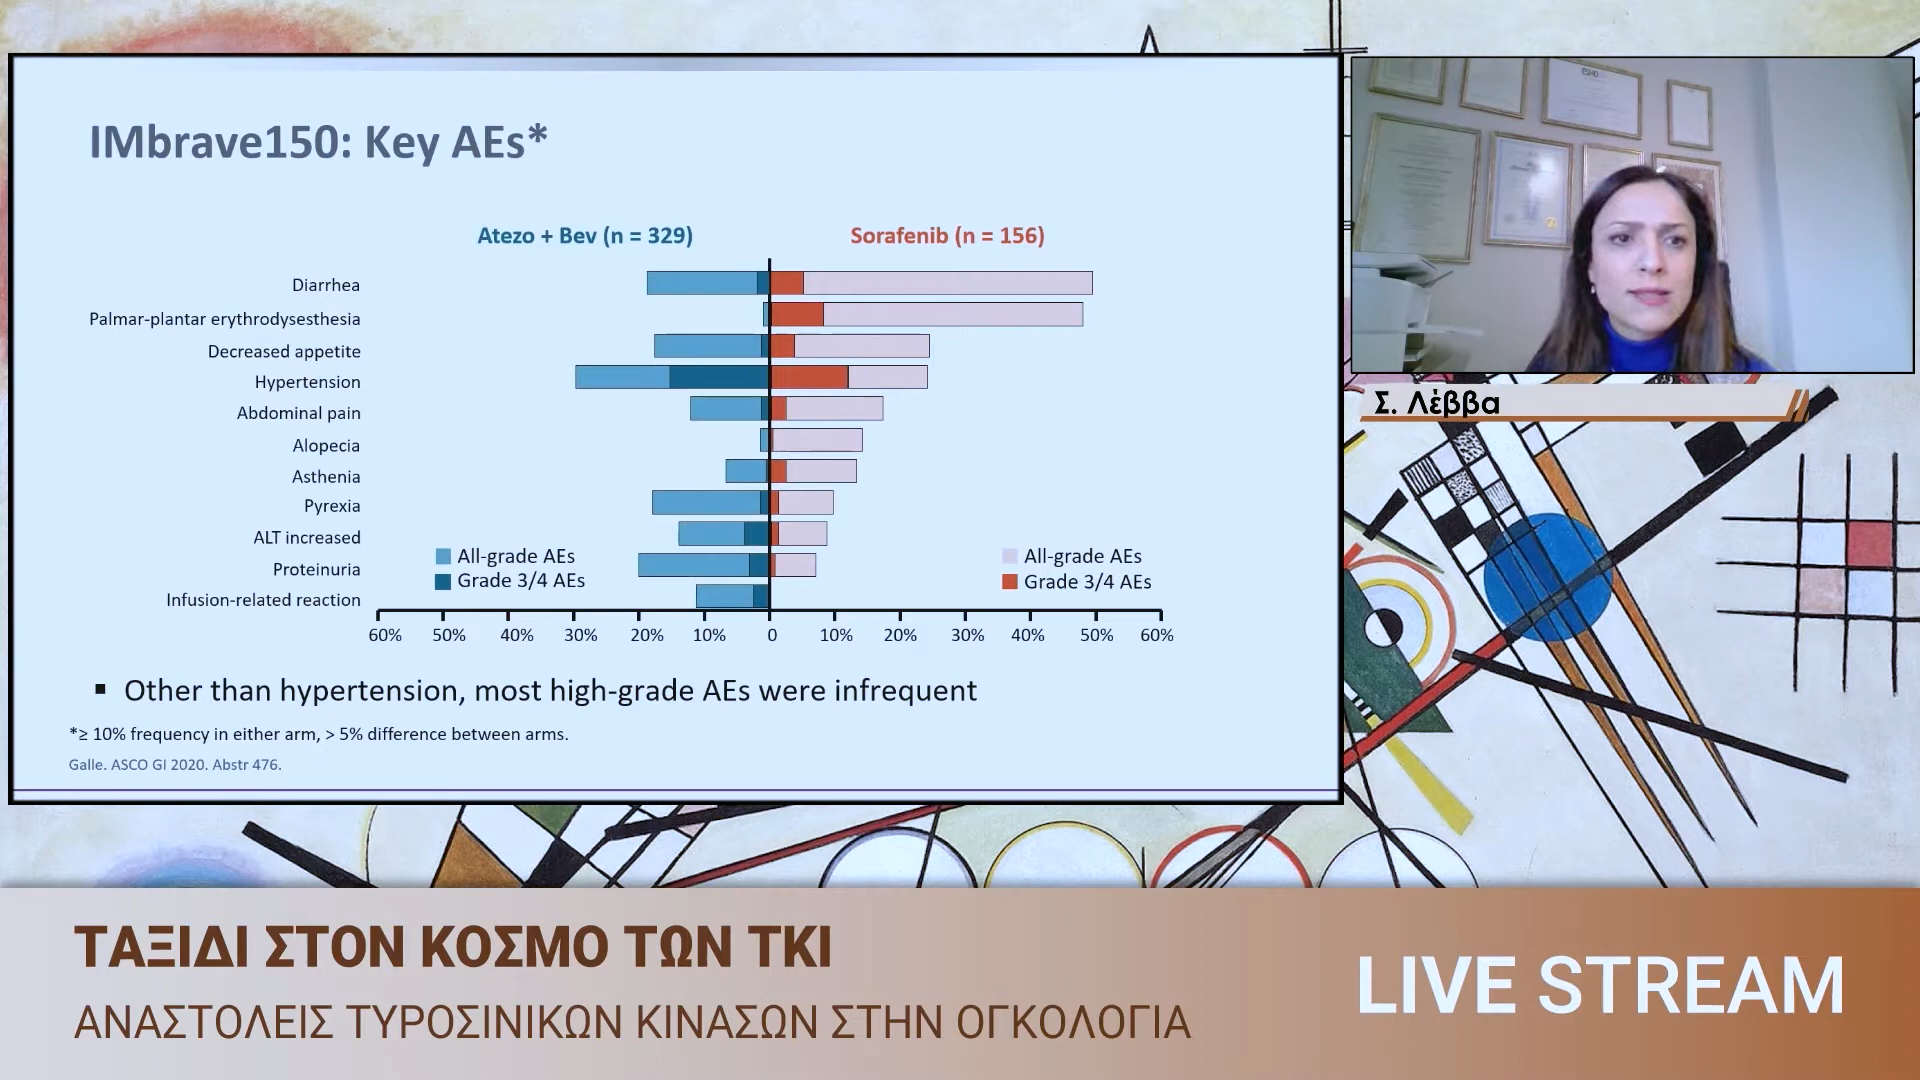 IMbrave150: Key AEs*
Atezo + Bev (n = 329)
Sorafenib (n = 156)
Diarrhea
Palmar-plantar erythrodysesthesia
Decreased appetite
Hypertension
Abdominal pain
Alopecia
Asthenia
Pyrexia
ALT increased
Proteinuria
Infusion-related reaction
All-grade AEs
Grade 3/4 AEs
All-grade AEs
Grade 3/4 AEs
60% 50% 40% 30% 20% 10% 0 10% 20% 30% 40% 50% 60%
▪ Other than hypertension, most high-grade AEs were infrequent
*≥ 10% frequency in either arm, > 5% difference between arms.
Galle. ASCO GI 2020. Abstr 476.
Σ. Λέββα
ΤΑΞΙΔΙ ΣΤΟΝ ΚΟΣΜΟ ΤΩΝ ΤΚΙ
ΑΝΑΣΤΟΛΕΙΣ ΤΥΡΟΣΙΝΙΚΩΝ ΚΙΝΑΣΩΝ ΣΤΗΝ ΟΓΚΟΛΟΓΙΑ
LIVE STREAM